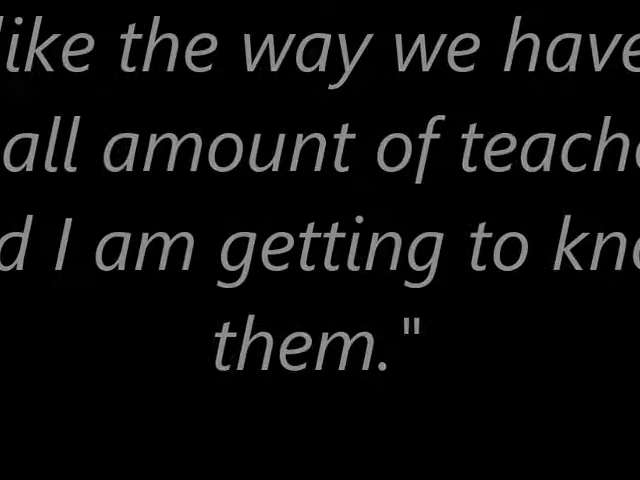 like the way we have
all amount of teach
d I am getting to kn
them."